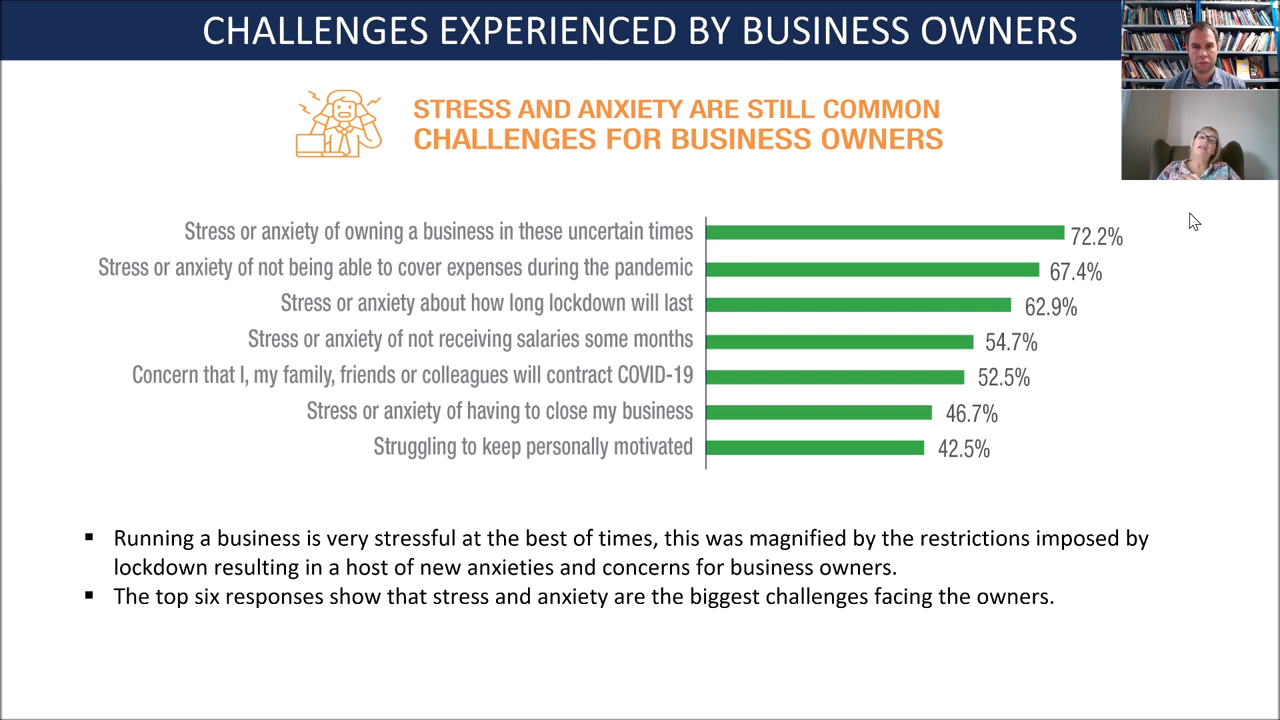 CHALLENGES EXPERIENCED BY BUSINESS OWNERS
STRESS AND ANXIETY ARE STILL COMMON
CHALLENGES FOR BUSINESS OWNERS
Stress or anxiety of owning a business in these uncertain times 72.2%
Stress or anxiety of not being able to cover expenses during the pandemic 67.4%
Stress or anxiety about how long lockdown will last 62.9%
Stress or anxiety of not receiving salaries some months 54.7%
Concern that I, my family, friends or colleagues will contract COVID-19 52.5%
Stress or anxiety of having to close my business 46.7%
Struggling to keep personally motivated 42.5%
▪ Running a business is very stressful at the best of times, this was magnified by the restrictions imposed by
lockdown resulting in a host of new anxieties and concerns for business owners.
▪ The top six responses show that stress and anxiety are the biggest challenges facing the owners.